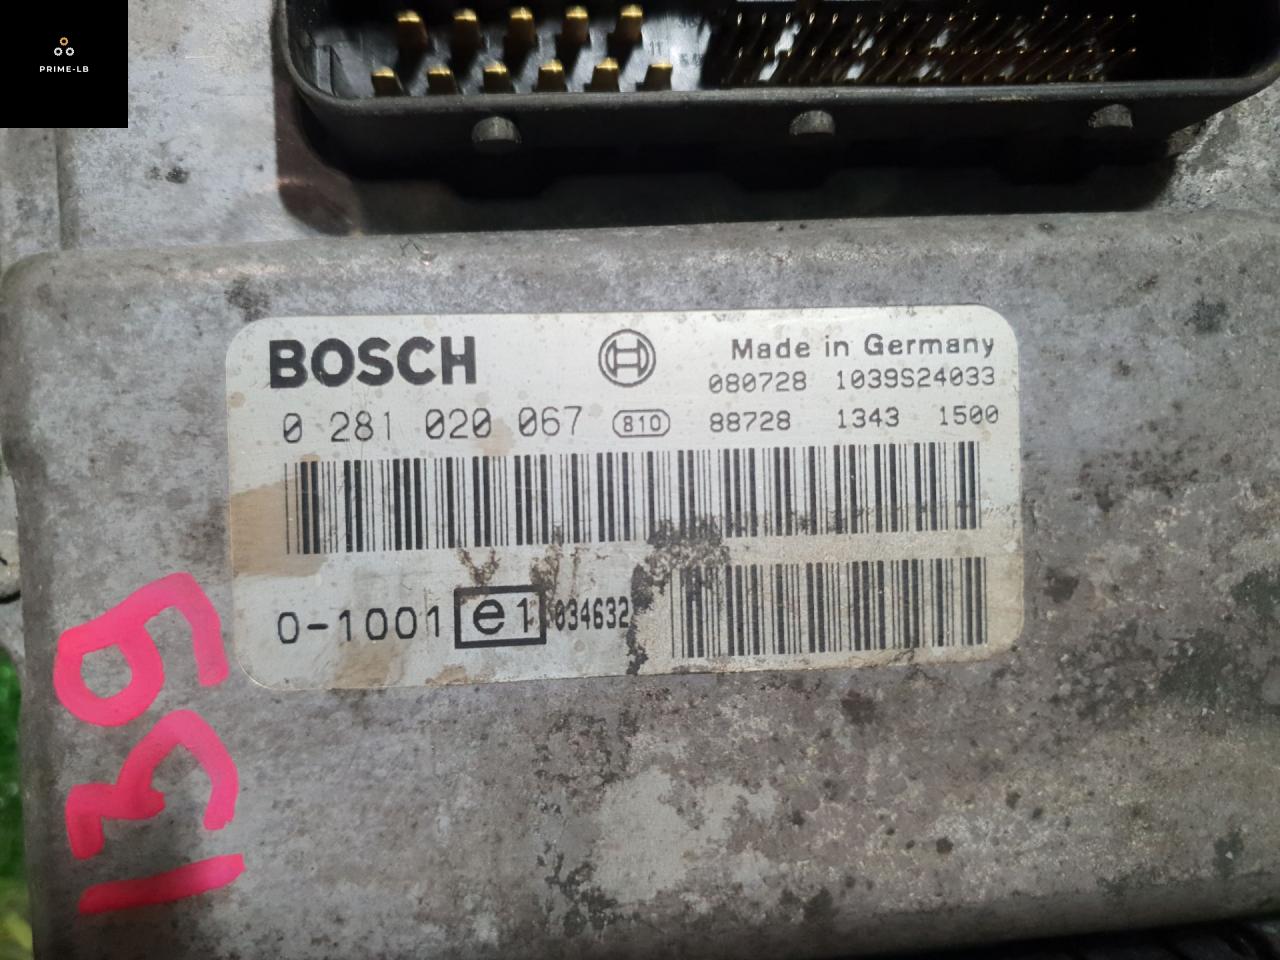 PRIME-LB
11
BOSCH
Made in Germany
080728 1039S24033
0 281 020 067 810 88728 1343 1500
0-1001 e1 034632
139